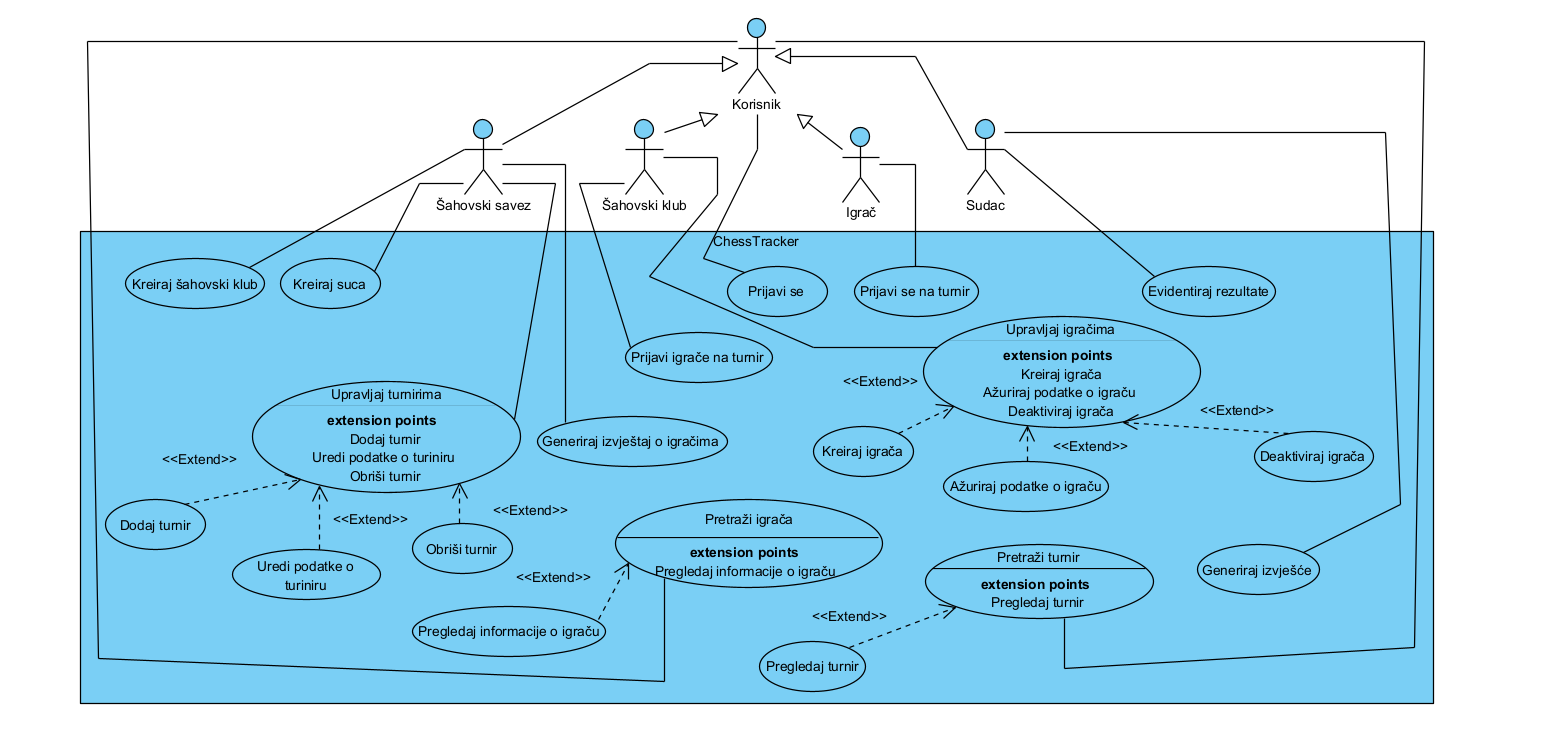 Korisnik
Šahovski savez
Šahovski klub
Igrač
Sudac
ChessTracker
Kreiraj šahovski klub
Kreiraj suca
Prijavi se
Prijavi se na turnir
Evidentiraj rezultate
Prijavi igrače na turnir
Upravljaj igračima
extension points
Kreiraj igrača
Ažuriraj podatke o igraču
Deaktiviraj igrača
<<Extend>>
<<Extend>>
<<Extend>>
Kreiraj igrača
Ažuriraj podatke o igraču
Deaktiviraj igrača
Upravljaj turnirima
extension points
Dodaj turnir
Uredi podatke o turiniru
Obriši turnir
Generiraj izvještaj o igračima
<<Extend>>
<<Extend>>
<<Extend>>
Dodaj turnir
Uredi podatke o
turiniru
Obriši turnir
Pretraži igrača
extension points
Pregledaj informacije o igraču
<<Extend>>
Pregledaj informacije o igraču
Pretraži turnir
extension points
Pregledaj turnir
<<Extend>>
Pregledaj turnir
Generiraj izvješće